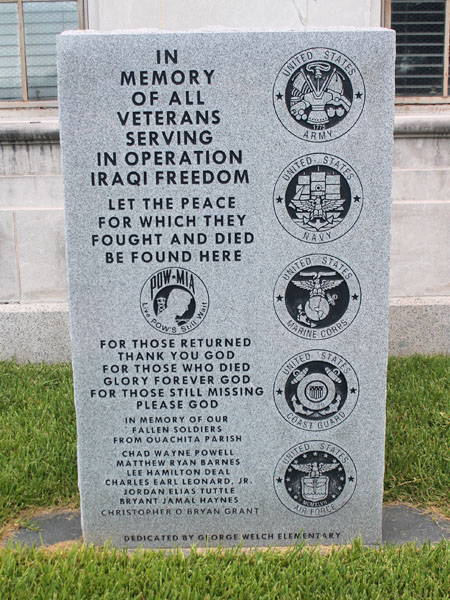 IN
MEMORY
OF ALL
VETERANS
SERVING
IN OPERATION
IRAQI FREEDOM
LET THE PEACE
FOR WHICH THEY
FOUGHT AND DIED
BE FOUND HERE
POW-MIA
Live POW's Still Wait
FOR THOSE RETURNED
THANK YOU GOD
FOR THOSE WHO DIED
GLORY FOREVER GOD
FOR THOSE STILL MISSING
PLEASE GOD
IN MEMORY OF OUR
FALLEN SOLDIERS
FROM OUACHITA PARISH
CHAD WAYNE POWELL
MATTHEW RYAN BARNES
LEE HAMILTON DEAL
CHARLES EARL LEONARD, JR.
JORDAN ELIAS TUTTLE
BRYANT JAMAL HAYNES
CHRISTOPHER O BRYAN GRANT
UNITED STATES
1775
ARMY
UNITED STATES
NAVY
UNITED STATES
MARINE CORPS
UNITED STATES
COAST GUARD
UNITED STATES
AIR FORCE
DEDICATED BY GEORGE WELCH ELEMENTARY